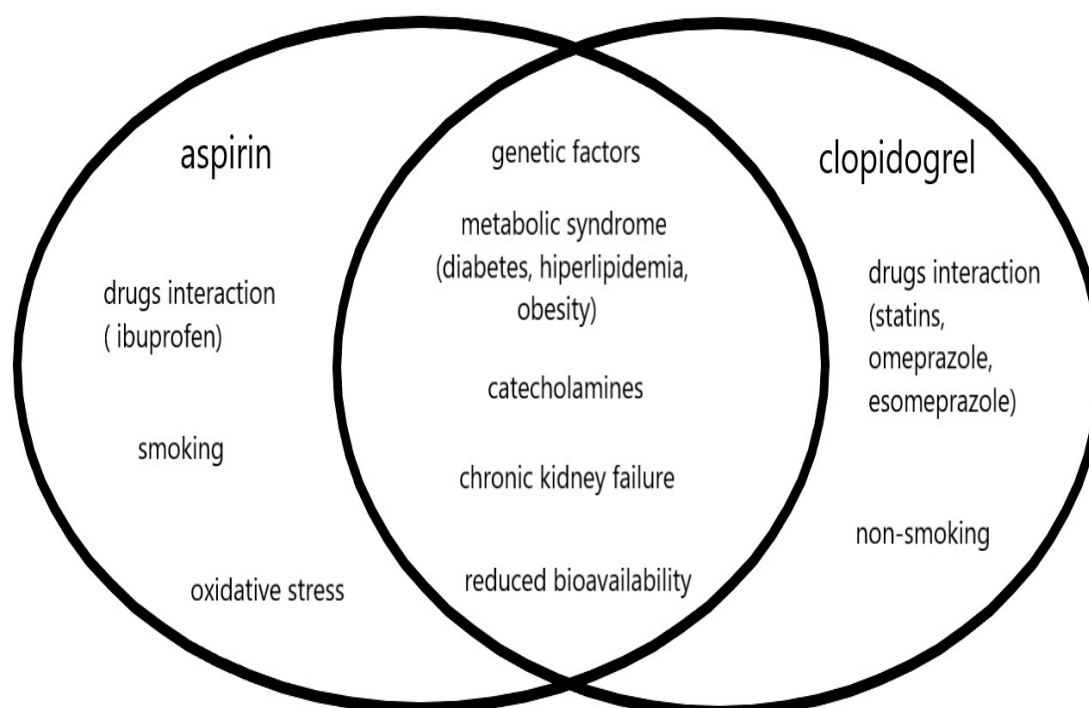 aspirin
drugs interaction
( ibuprofen)
smoking
oxidative stress
genetic factors
metabolic syndrome
(diabetes, hiperlipidemia,
obesity)
catecholamines
chronic kidney failure
reduced bioavailability
clopidogrel
drugs interaction
(statins,
omeprazole,
esomeprazole)
non-smoking